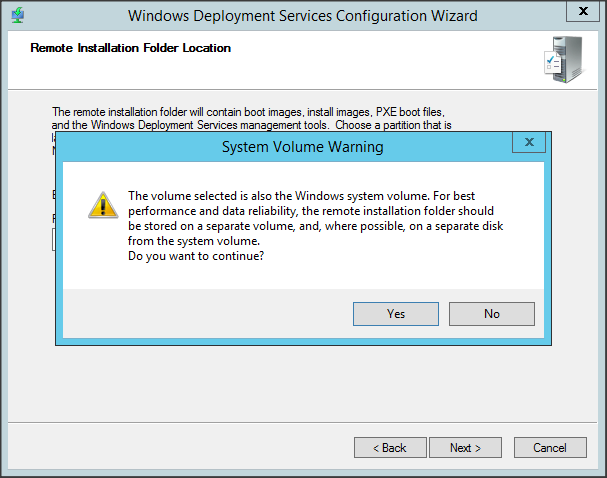 Windows Deployment Services Configuration Wizard
x
Remote Installation Folder Location
The remote installation folder will contain boot images, install images, PXE boot files,
and the Windows Deployment Services management tools. Choose a partition that is
System Volume Warning
x
The volume selected is also the Windows system volume. For best
performance and data reliability, the remote installation folder should
be stored on a separate volume, and, where possible, on a separate disk
from the system volume.
Do you want to continue?
Yes
No
< Back
Next >
Cancel